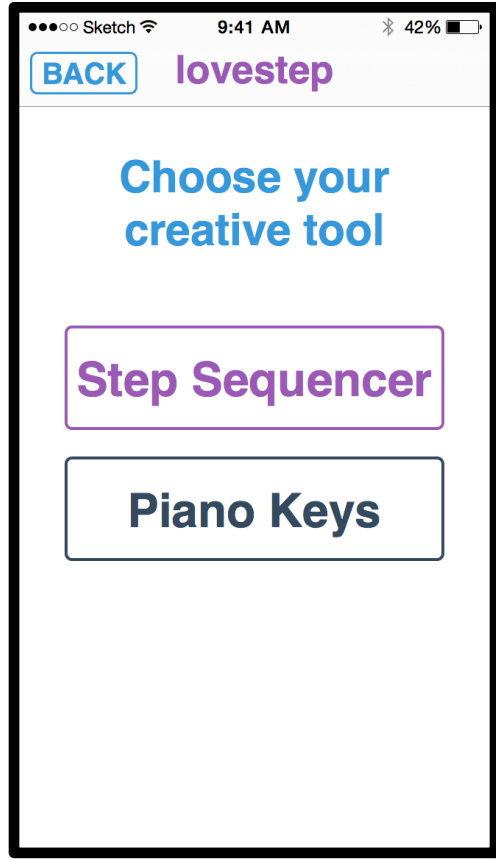 Sketch 9:41 AM 42%
BACK lovestep
Choose your
creative tool
Step Sequencer
Piano Keys